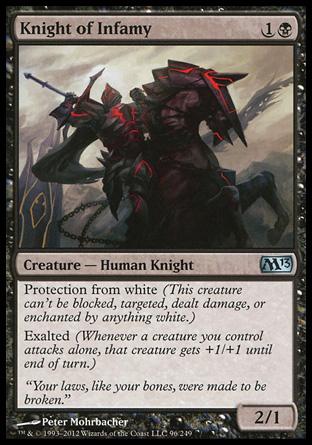 Knight of Infamy 1
Creature — Human Knight M13
Protection from white (This creature
can't be blocked, targeted, dealt damage, or
enchanted by anything white.)
Exalted (Whenever a creature you control
attacks alone, that creature gets +1/+1 until
end of turn.)
"Your laws, like your bones, were made to
be broken."
Peter Mohrbacher
™ & © 1993–2012 Wizards of the Coast LLC 96/249
2/1